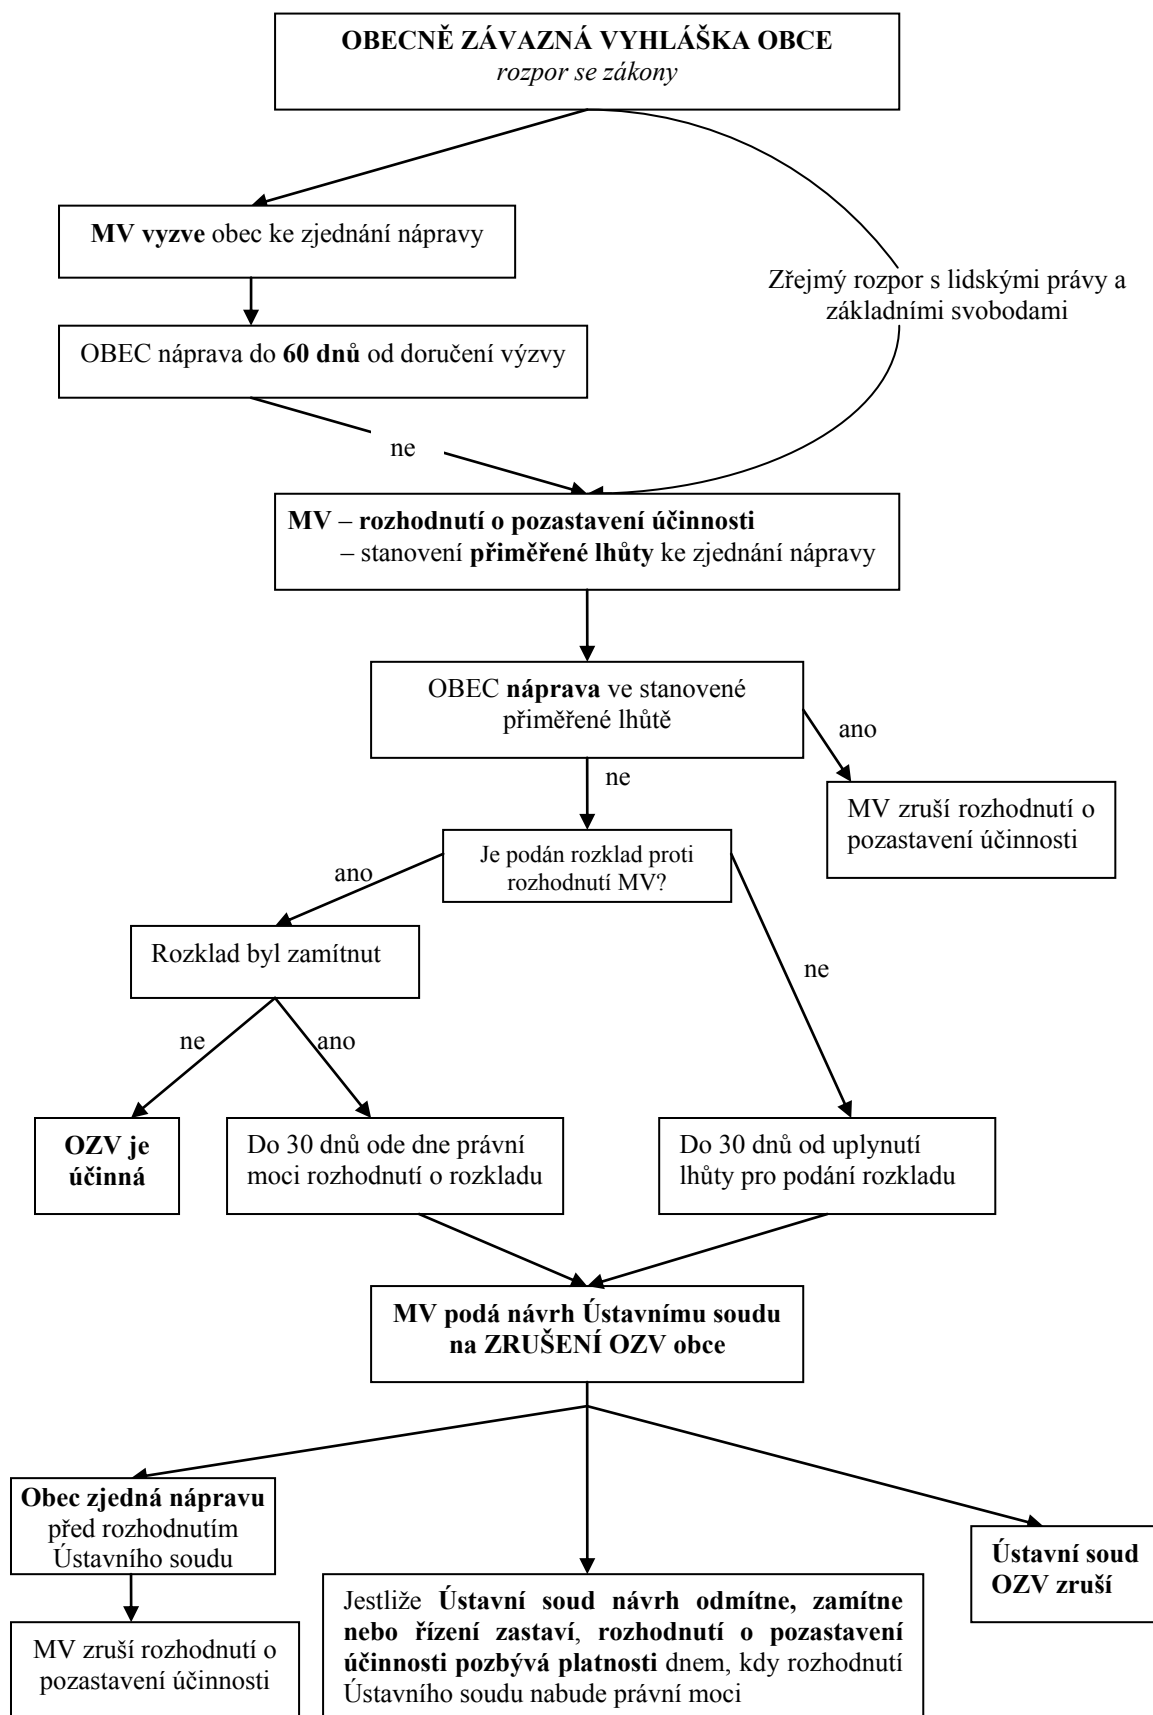 OBECNĚ ZÁVAZNÁ VYHLÁŠKA OBCE
rozpor se zákony
MV vyzve obec ke zjednání nápravy
Zřejmý rozpor s lidskými právy a
základními svobodami
OBEC náprava do 60 dnů od doručení výzvy
ne
MV – rozhodnutí o pozastavení účinnosti
– stanovení přiměřené lhůty ke zjednání nápravy
OBEC náprava ve stanovené
přiměřené lhůtě
ano
ne
MV zruší rozhodnutí o
pozastavení účinnosti
Je podán rozklad proti
rozhodnutí MV?
ano
Rozklad byl zamítnut
ne
ne
ano
OZV je
účinná
Do 30 dnů ode dne právní
moci rozhodnutí o rozkladu
Do 30 dnů od uplynutí
lhůty pro podání rozkladu
MV podá návrh Ústavnímu soudu
na ZRUŠENÍ OZV obce
Obec zjedná nápravu
před rozhodnutím
Ústavního soudu
Ústavní soud
OZV zruší
MV zruší rozhodnutí o
pozastavení účinnosti
Jestliže Ústavní soud návrh odmítne, zamítne
nebo řízení zastaví, rozhodnutí o pozastavení
účinnosti pozbývá platnosti dnem, kdy rozhodnutí
Ústavního soudu nabude právní moci